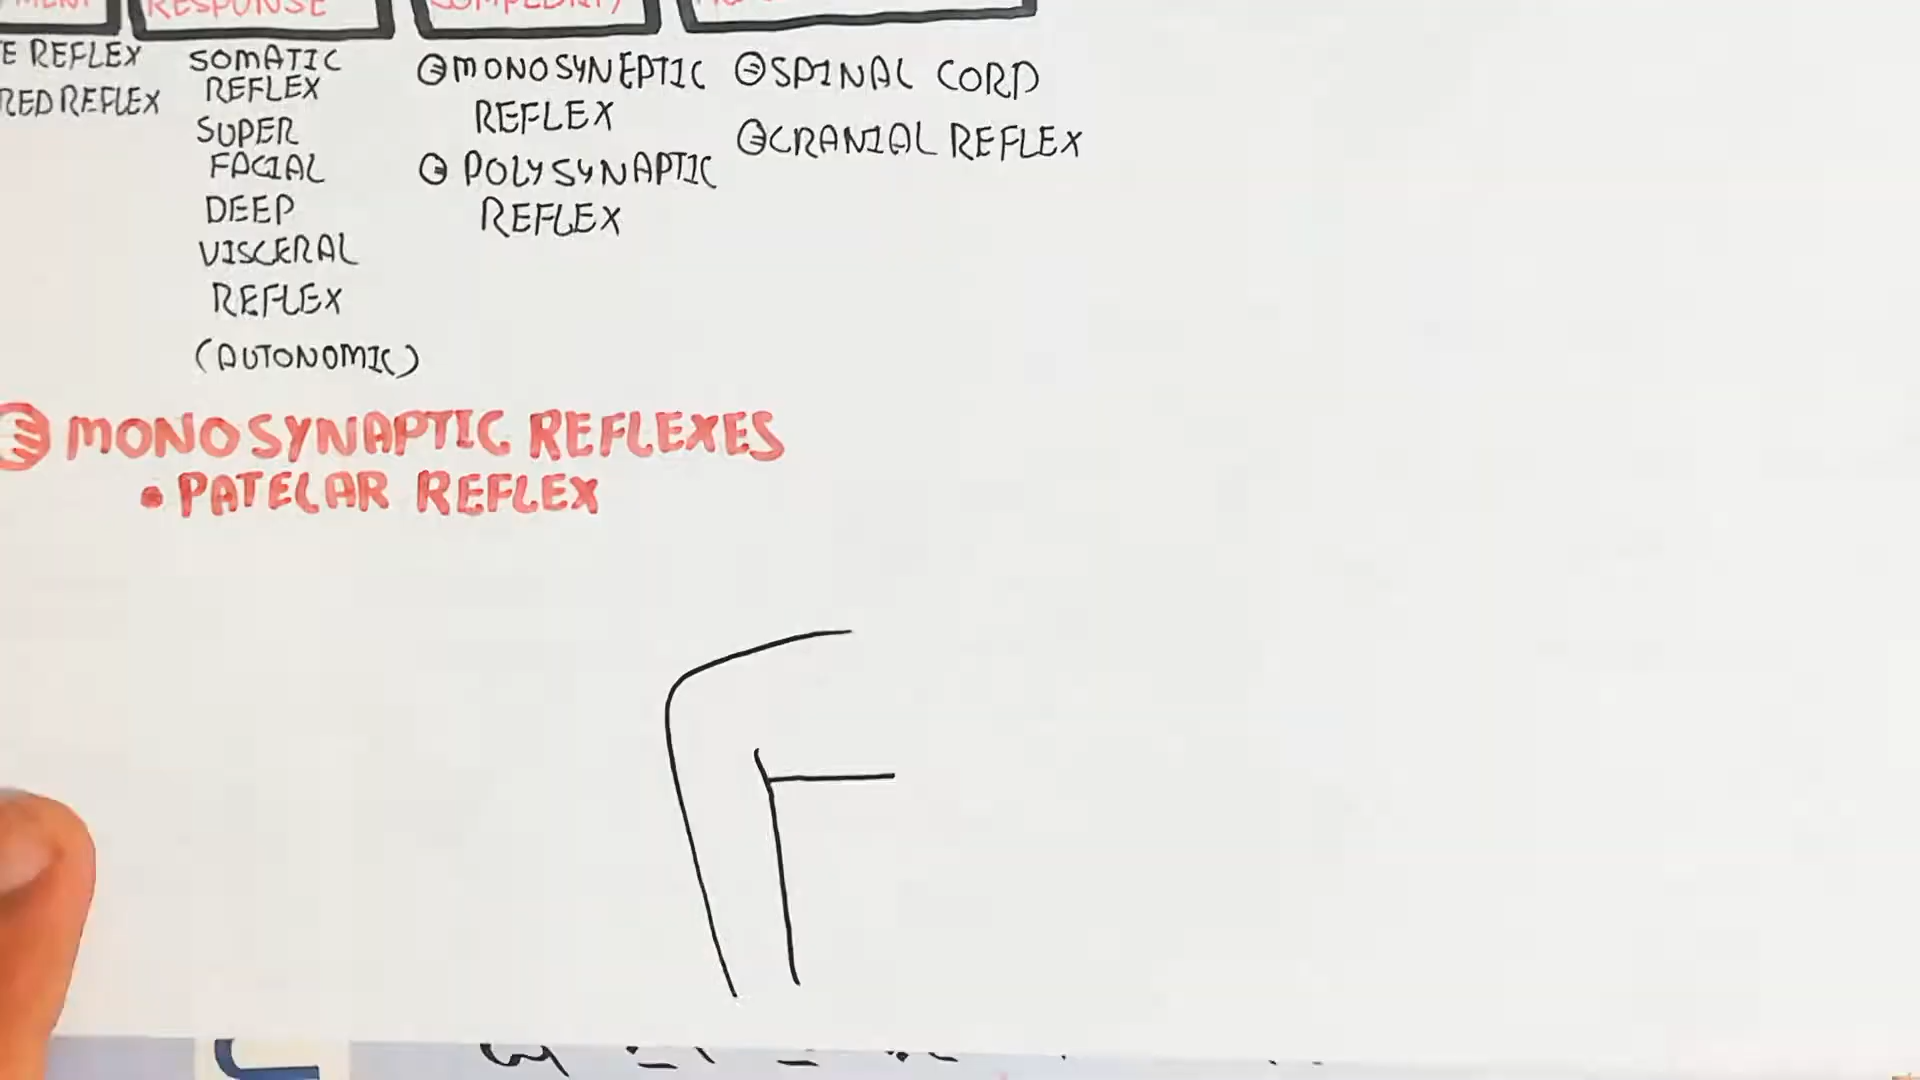 RESPONSE
E REFLEX
RED REFLEX
SOMATIC
REFLEX
SUPER
FACIAL
DEEP
VISCERAL
REFLEX
(AUTONOMIC)
MONOSYNEPTIC
REFLEX
POLYSYNAPTIC
REFLEX
SPINAL CORD
CRANIAL REFLEX
MONOSYNAPTIC REFLEXES
• PATELAR REFLEX